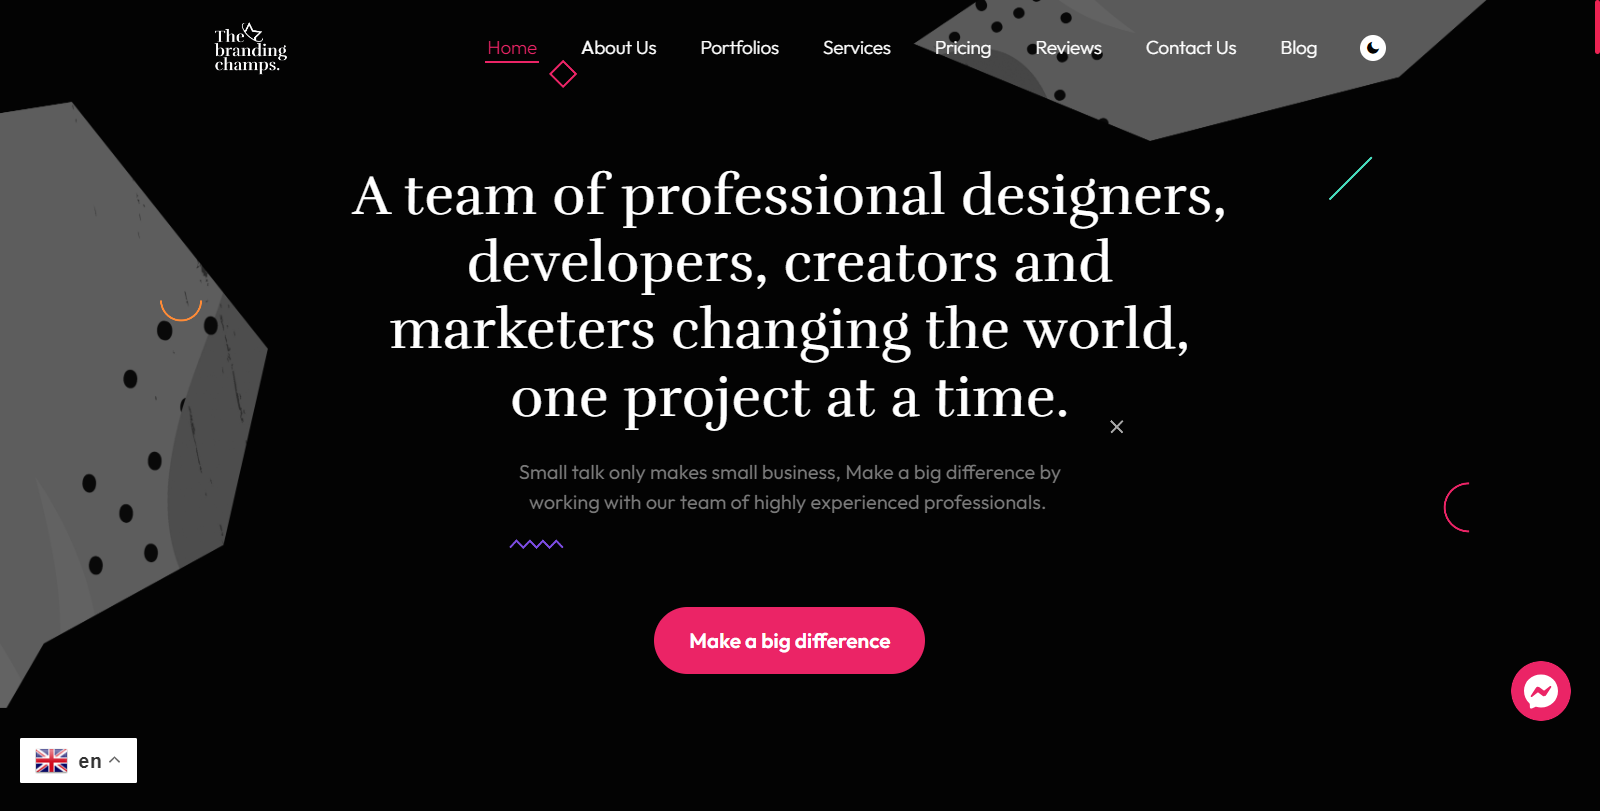 The
branding
champs.
Home About Us Portfolios Services Pricing Reviews Contact Us Blog
A team of professional designers,
developers, creators and
marketers changing the world,
one project at a time.
Small talk only makes small business, Make a big difference by
working with our team of highly experienced professionals.
Make a big difference
en